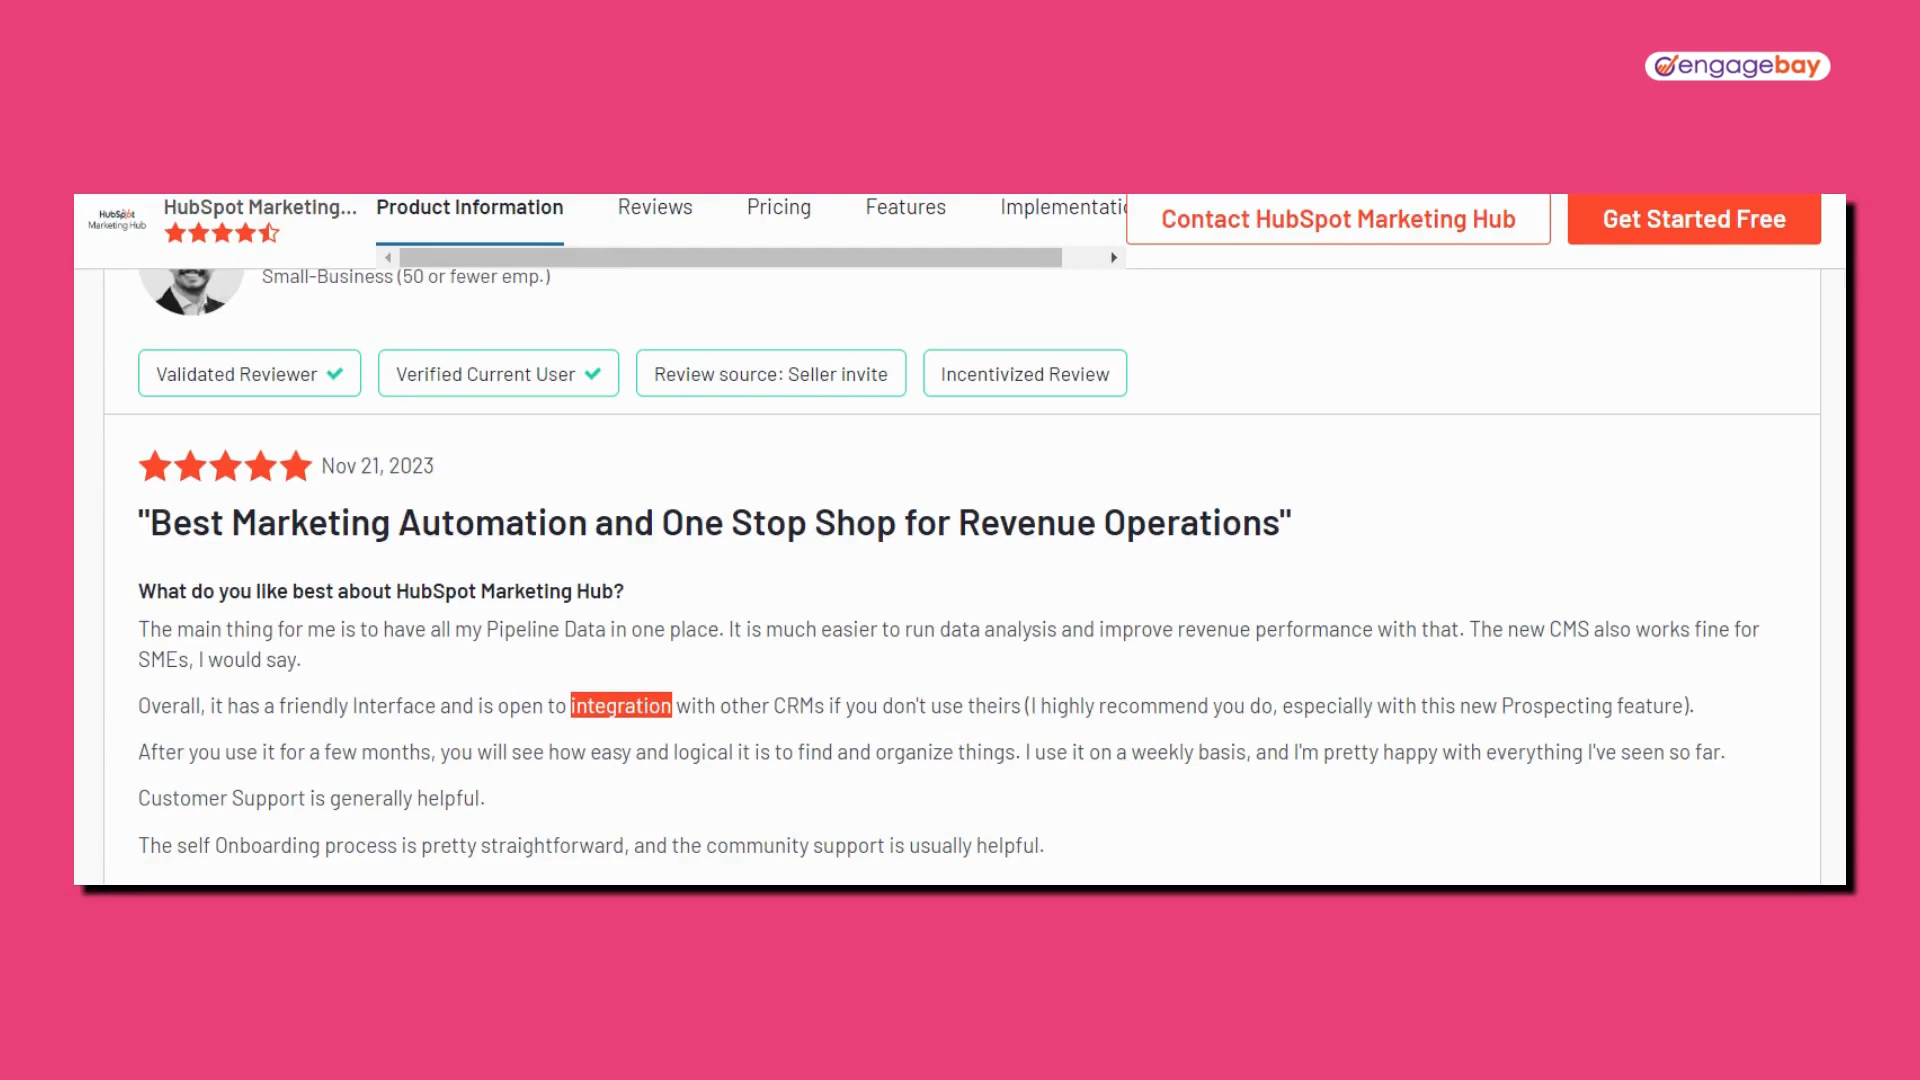 engagebay
HubSpot
Marketing Hub
HubSpot Marketing...
Product Information
Reviews
Pricing
Features
Implementatio
Contact HubSpot Marketing Hub
Get Started Free
Small-Business (50 or fewer emp.)
Validated Reviewer
Verified Current User
Review source: Seller invite
Incentivized Review
Nov 21, 2023
"Best Marketing Automation and One Stop Shop for Revenue Operations"
What do you like best about HubSpot Marketing Hub?
The main thing for me is to have all my Pipeline Data in one place. It is much easier to run data analysis and improve revenue performance with that. The new CMS also works fine for
SMEs, I would say.
Overall, it has a friendly Interface and is open to integration with other CRMs if you don't use theirs (I highly recommend you do, especially with this new Prospecting feature).
After you use it for a few months, you will see how easy and logical it is to find and organize things. I use it on a weekly basis, and I'm pretty happy with everything I've seen so far.
Customer Support is generally helpful.
The self Onboarding process is pretty straightforward, and the community support is usually helpful.